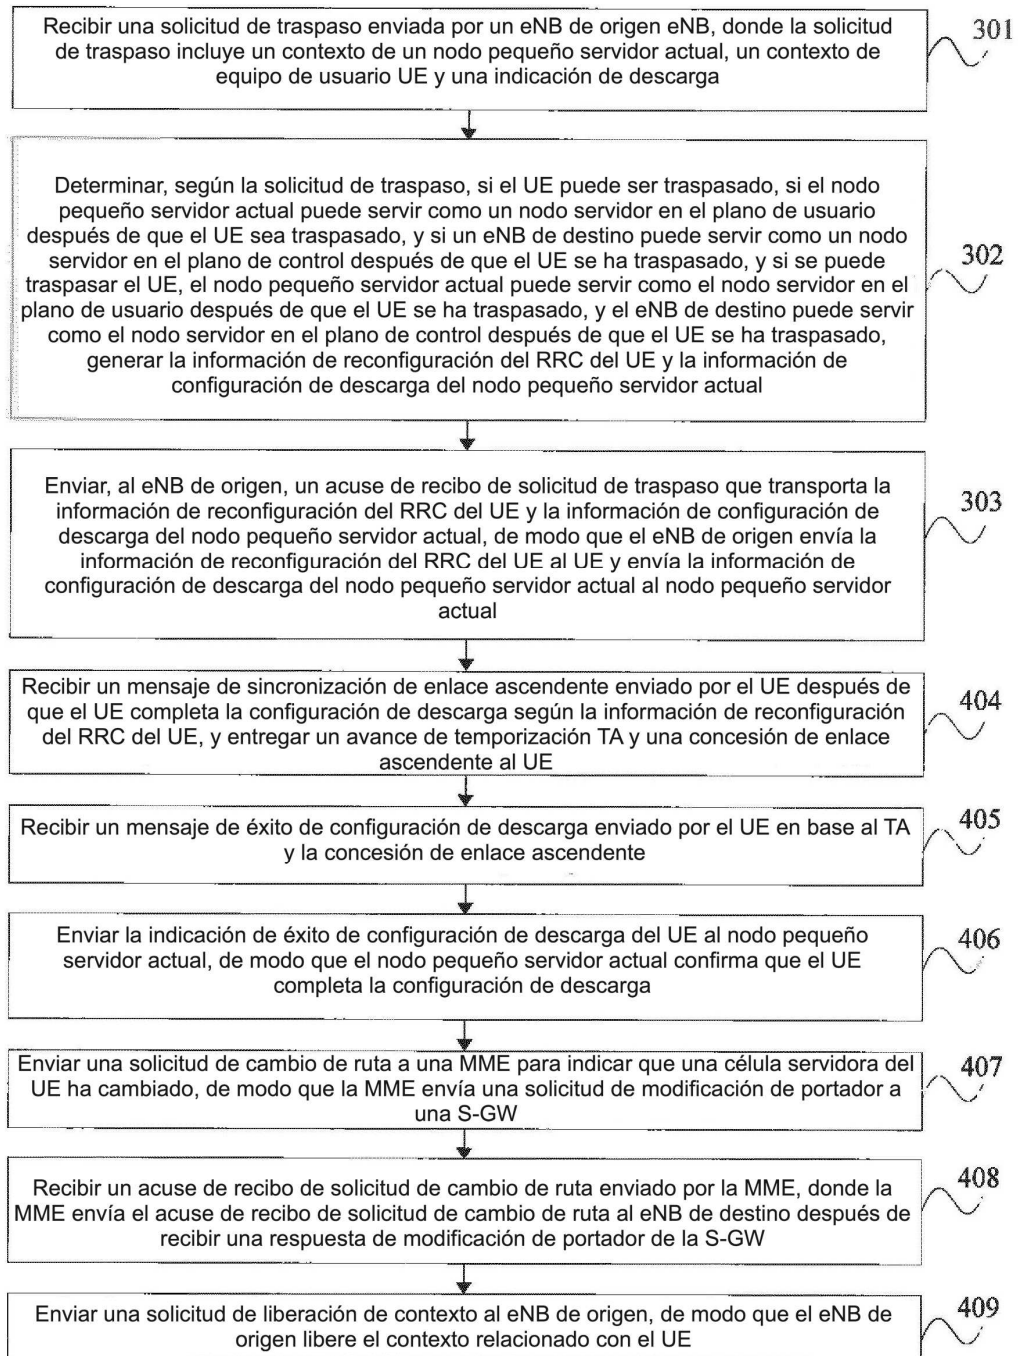 Recibir una solicitud de traspaso enviada por un eNB de origen eNB, donde la solicitud
de traspaso incluye un contexto de un nodo pequeño servidor actual, un contexto de
equipo de usuario UE y una indicación de descarga
301
Determinar, según la solicitud de traspaso, si el UE puede ser traspasado, si el nodo
pequeño servidor actual puede servir como un nodo servidor en el plano de usuario
después de que el UE sea traspasado, y si un eNB de destino puede servir como un nodo
servidor en el plano de control después de que el UE se ha traspasado, y si se puede
traspasar el UE, el nodo pequeño servidor actual puede servir como el nodo servidor en el
plano de usuario después de que el UE se ha traspasado, y el eNB de destino puede servir
como el nodo servidor en el plano de control después de que el UE se ha traspasado,
generar la información de reconfiguración del RRC del UE y la información de
configuración de descarga del nodo pequeño servidor actual
302
Enviar, al eNB de origen, un acuse de recibo de solicitud de traspaso que transporta la
información de reconfiguración del RRC del UE y la información de configuración de
descarga del nodo pequeño servidor actual, de modo que el eNB de origen envía la
información de reconfiguración del RRC del UE al UE y envía la información de
configuración de descarga del nodo pequeño servidor actual al nodo pequeño servidor
actual
303
Recibir un mensaje de sincronización de enlace ascendente enviado por el UE después de
que el UE completa la configuración de descarga según la información de reconfiguración
del RRC del UE, y entregar un avance de temporización TA y una concesión de enlace
ascendente al UE
404
Recibir un mensaje de éxito de configuración de descarga enviado por el UE en base al TA
y la concesión de enlace ascendente
405
Enviar la indicación de éxito de configuración de descarga del UE al nodo pequeño
servidor actual, de modo que el nodo pequeño servidor actual confirma que el UE
completa la configuración de descarga
406
Enviar una solicitud de cambio de ruta a una MME para indicar que una célula servidora del
UE ha cambiado, de modo que la MME envía una solicitud de modificación de portador a
una S-GW
407
Recibir un acuse de recibo de solicitud de cambio de ruta enviado por la MME, donde la
MME envía el acuse de recibo de solicitud de cambio de ruta al eNB de destino después de
recibir una respuesta de modificación de portador de la S-GW
408
Enviar una solicitud de liberación de contexto al eNB de origen, de modo que el eNB de
origen libere el contexto relacionado con el UE
409